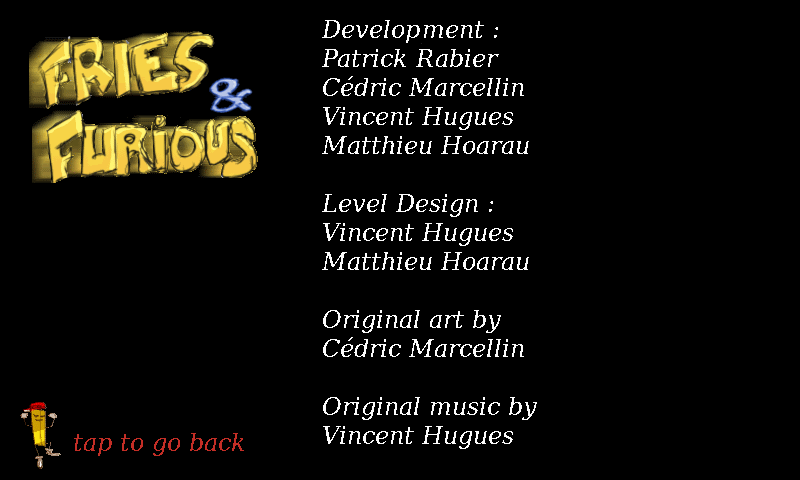 FRIES
&
FURIOUS
Development :
Patrick Rabier
Cédric Marcellin
Vincent Hugues
Matthieu Hoarau
Level Design :
Vincent Hugues
Matthieu Hoarau
Original art by
Cédric Marcellin
Original music by
Vincent Hugues
tap to go back